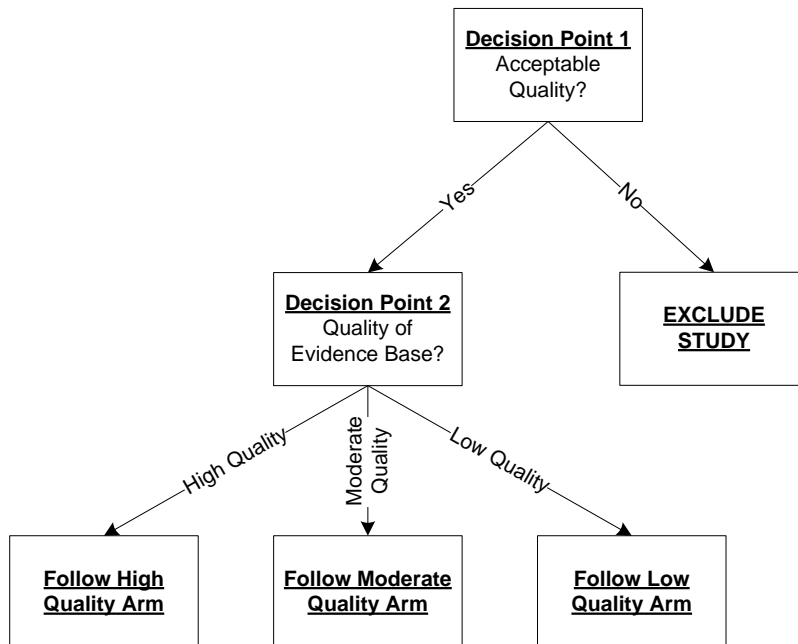 Decision Point 1
Acceptable
Quality?
Yes
No
Decision Point 2
Quality of
Evidence Base?
EXCLUDE
STUDY
High Quality
Moderate
Quality
Low Quality
Follow High
Quality Arm
Follow Moderate
Quality Arm
Follow Low
Quality Arm